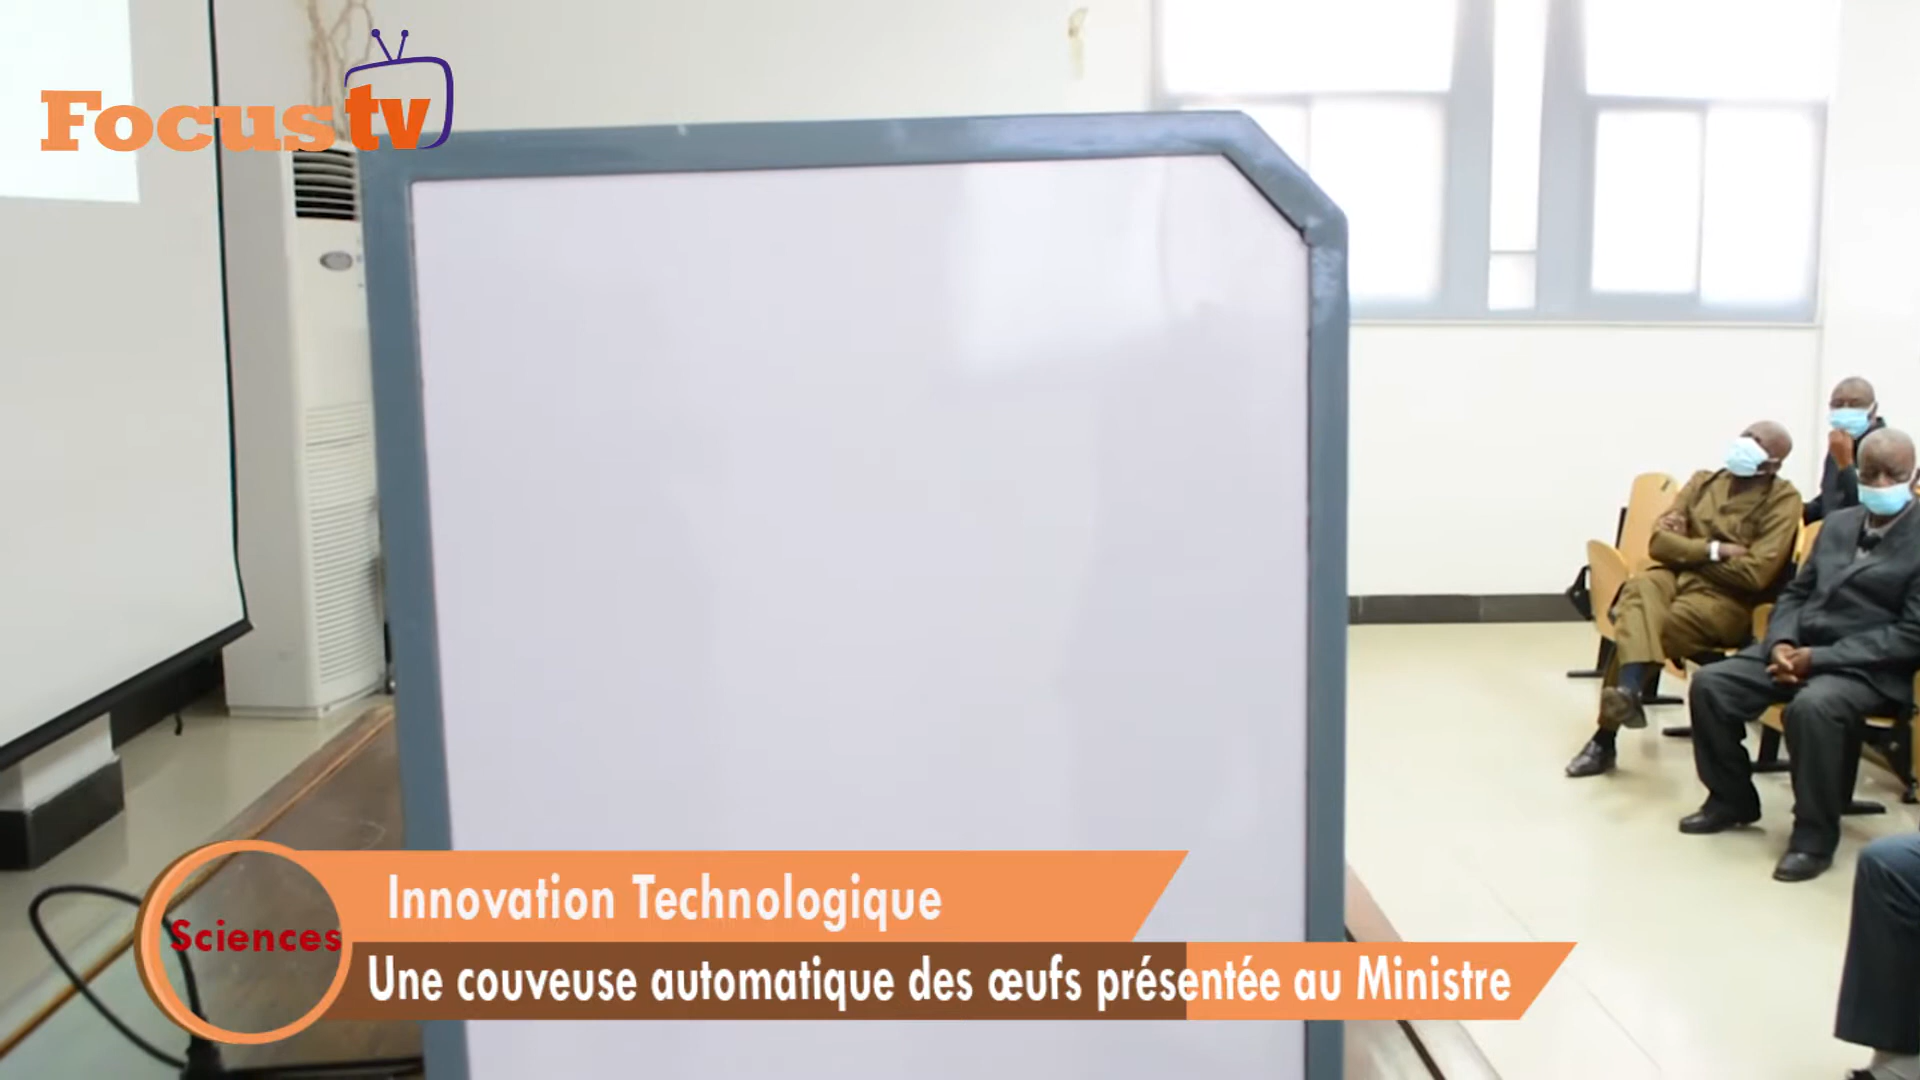 Focus tv
Innovation Technologique
Sciences
Une couveuse automatique des œufs présentée au Ministre